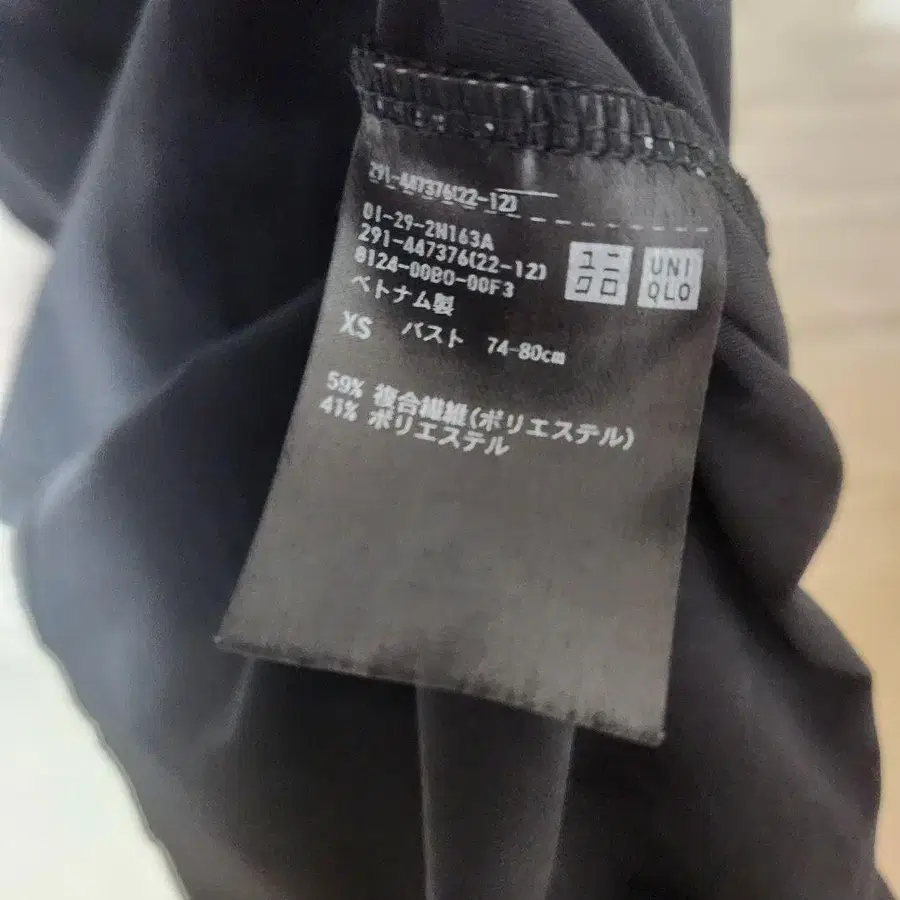 291-447376(22-12)
01-29-2N163A
291-447376(22-12)
8124-00B0-00F3
ベトナム製
XS バスト 74-80cm
59% 複合繊維(ポリエステル)
41% ポリエステル
ユニ
クロ
UNI
QLO